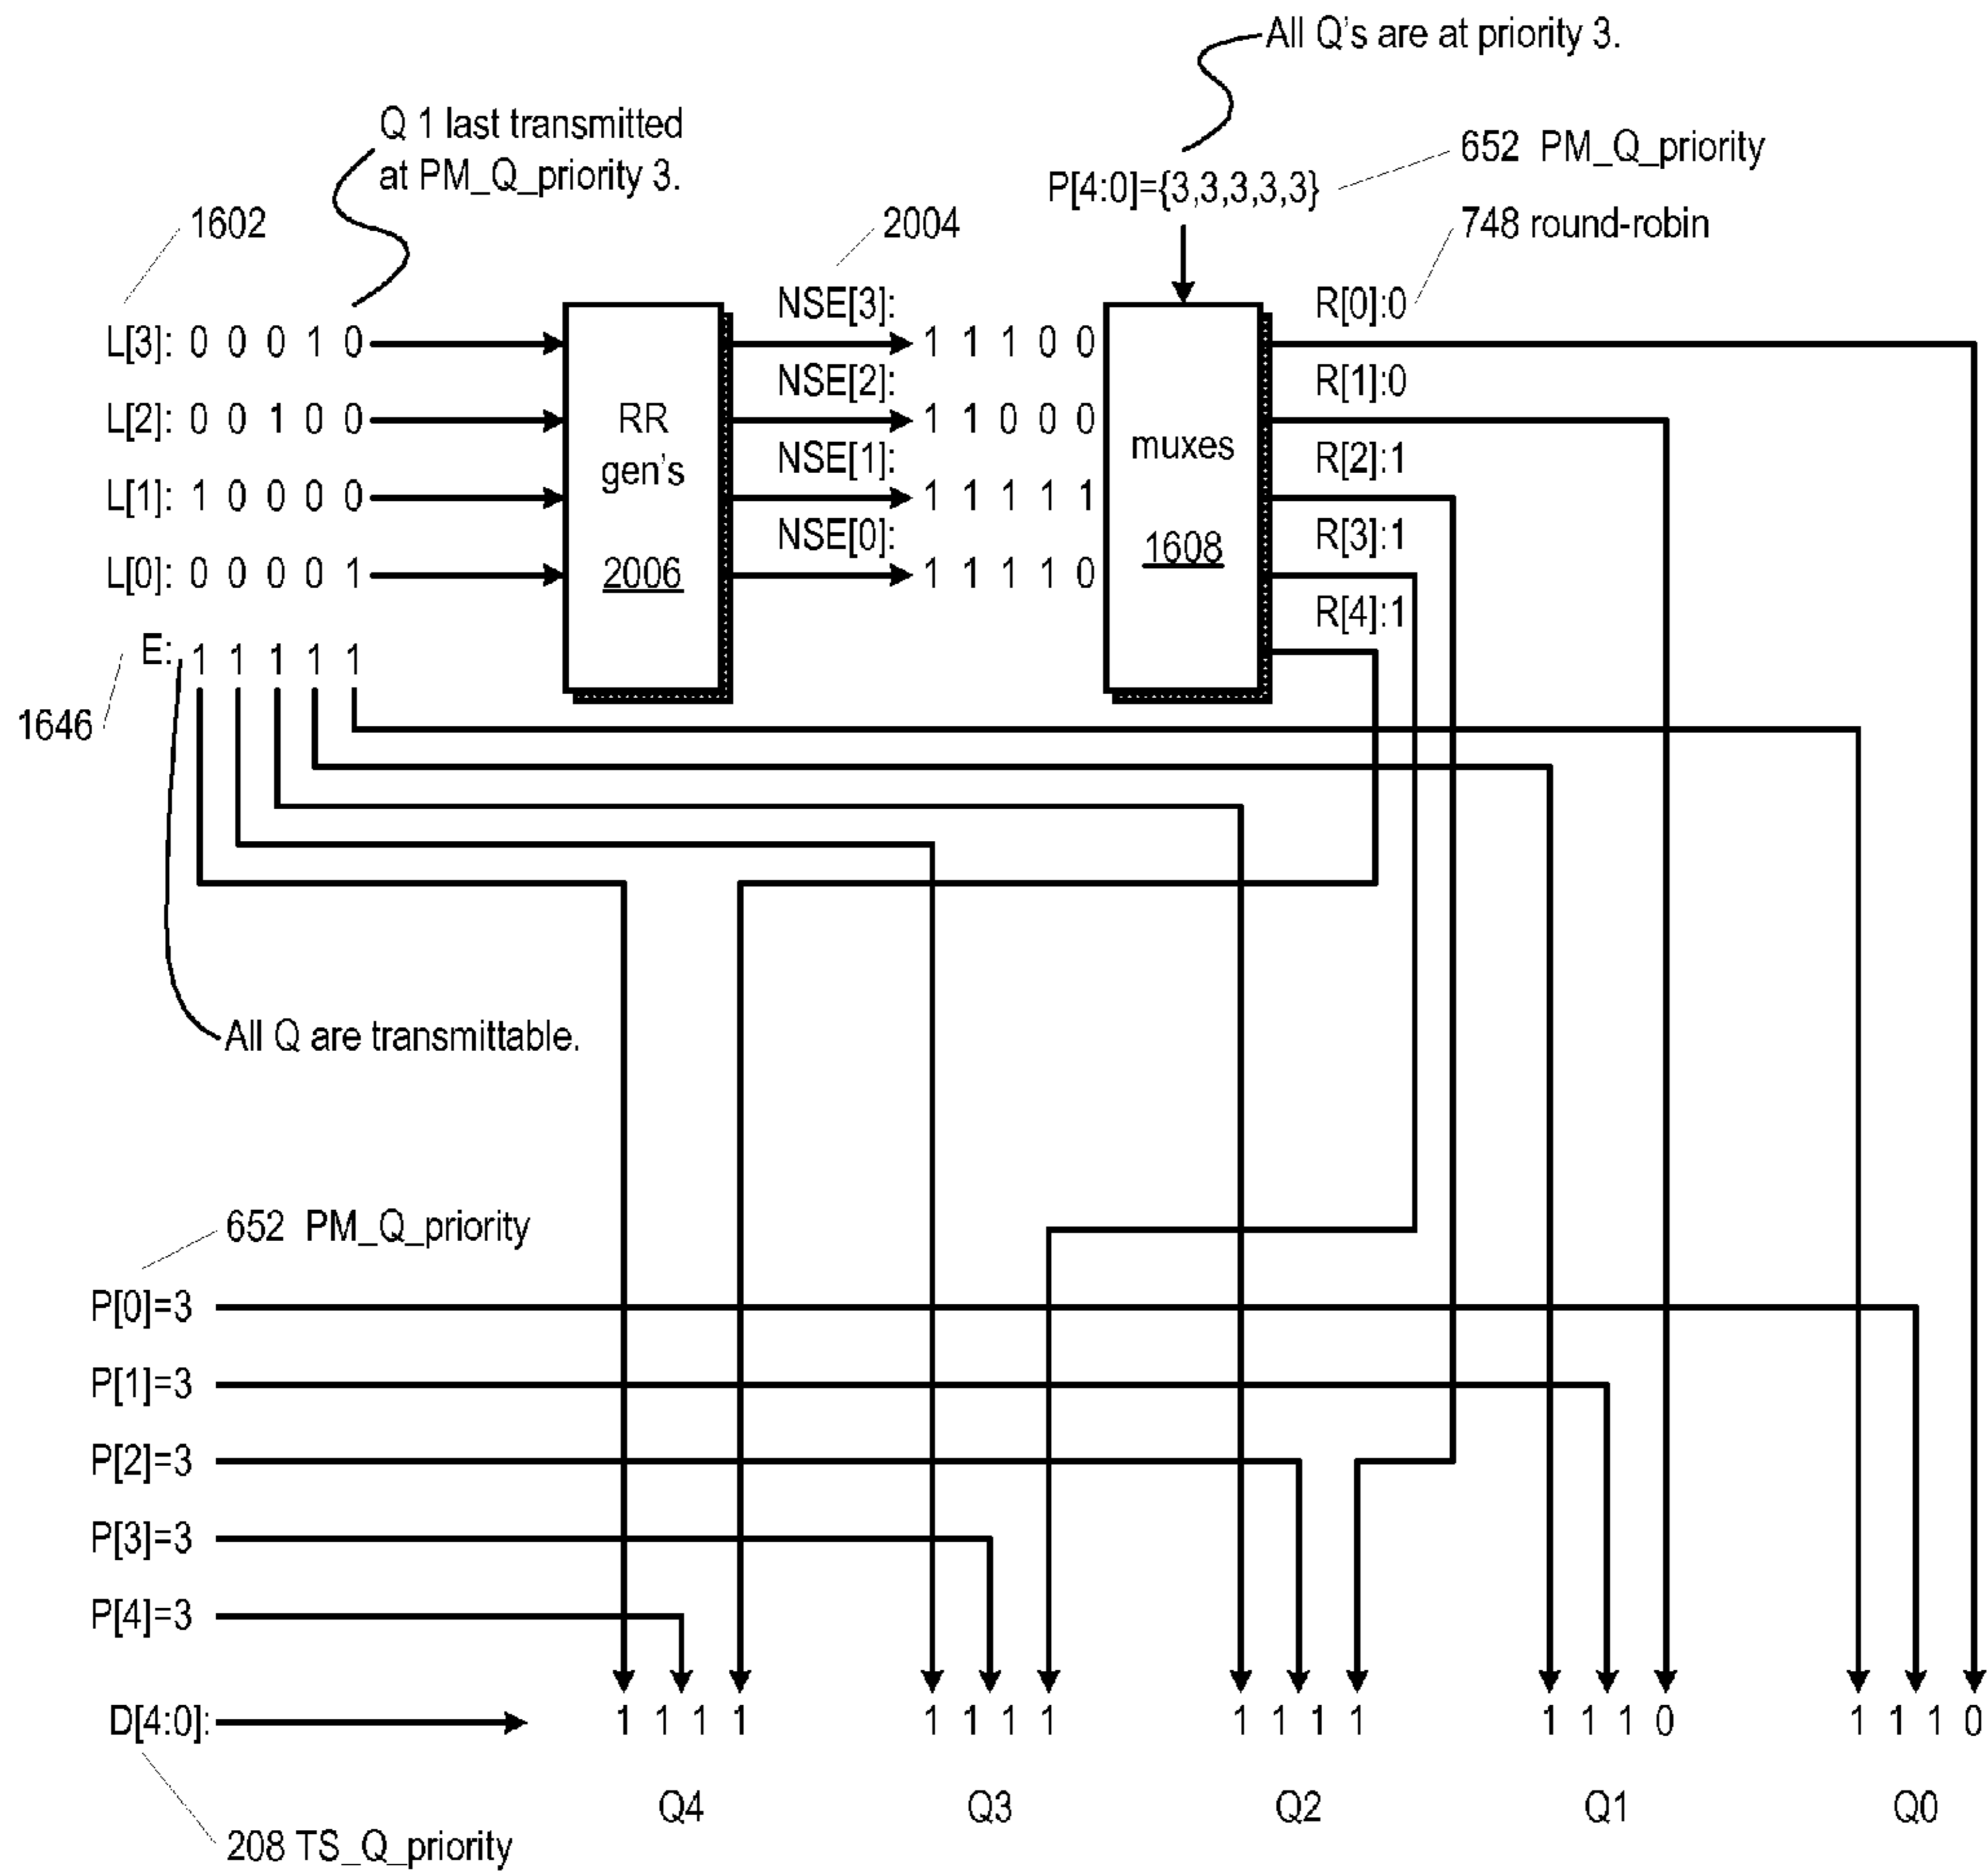 All Q's are at priority 3.
Q 1 last transmitted
at PM_Q_priority 3.
652 PM_Q_priority
P[4:0]={3,3,3,3,3}
1602
2004
748 round-robin
NSE[3]:
R[0]:0
L[3]: 0 0 0 1 0
1 1 1 0 0
NSE[2]:
R[1]:0
L[2]: 0 0 1 0 0
RR
gen's
2006
1 1 0 0 0
muxes
1608
NSE[1]:
R[2]:1
L[1]: 1 0 0 0 0
1 1 1 1 1
NSE[0]:
R[3]:1
L[0]: 0 0 0 0 1
1 1 1 1 0
R[4]:1
E: 1 1 1 1 1
1646
All Q are transmittable.
652 PM_Q_priority
P[0]=3
P[1]=3
P[2]=3
P[3]=3
P[4]=3
D[4:0]: 1 1 1 1 1 1 1 1 1 1 1 1 1 1 1 0 1 1 1 0
Q4 Q3 Q2 Q1 Q0
208 TS_Q_priority